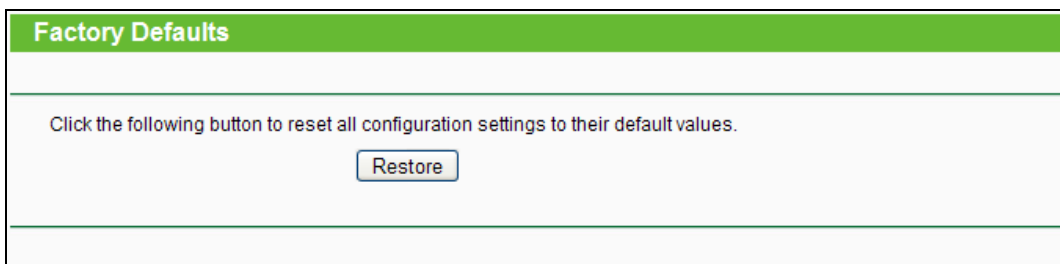 Factory Defaults
Click the following button to reset all configuration settings to their default values.
Restore